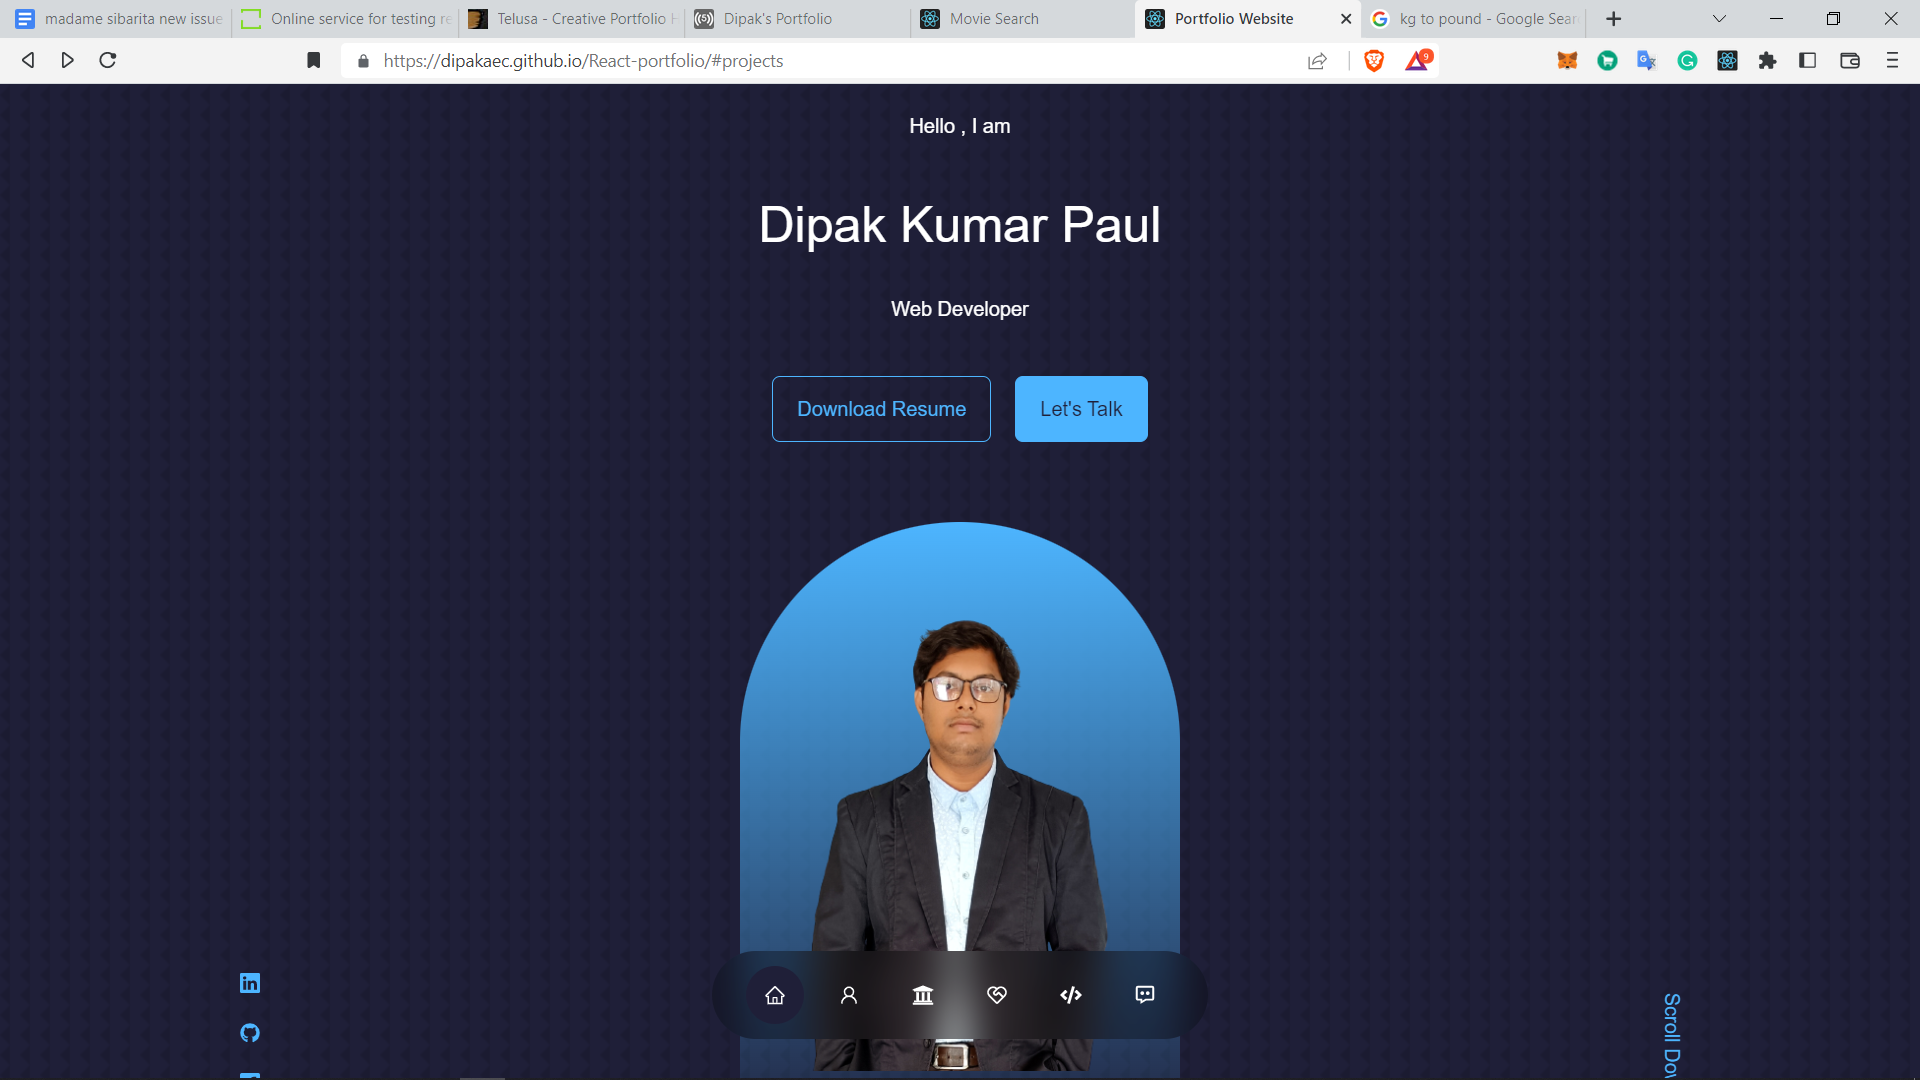 madame sibarita new issue
Online service for testing re
Telusa - Creative Portfolio H
Dipak's Portfolio
Movie Search
Portfolio Website
kg to pound - Google Sear
https://dipakaec.github.io/React-portfolio/#projects
9
Hello , I am
Dipak Kumar Paul
Web Developer
Download Resume
Let's Talk
Scroll Dow